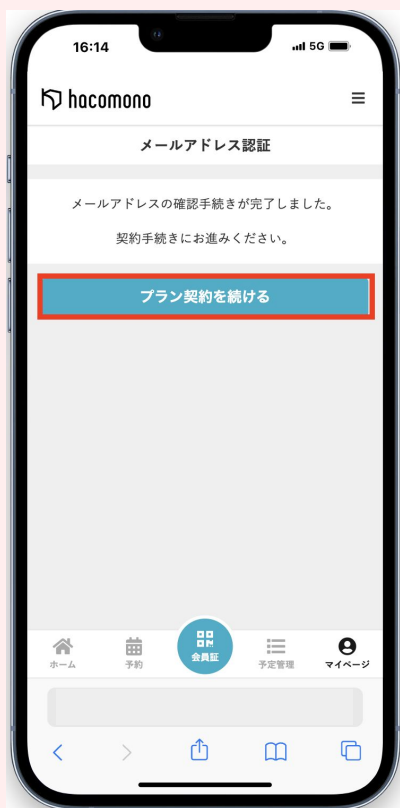 16:14
5G
hacomono
メールアドレス認証
メールアドレスの確認手続きが完了しました。
契約手続きにお進みください。
プラン契約を続ける
ホーム
予約
会員証
予定管理
マイページ